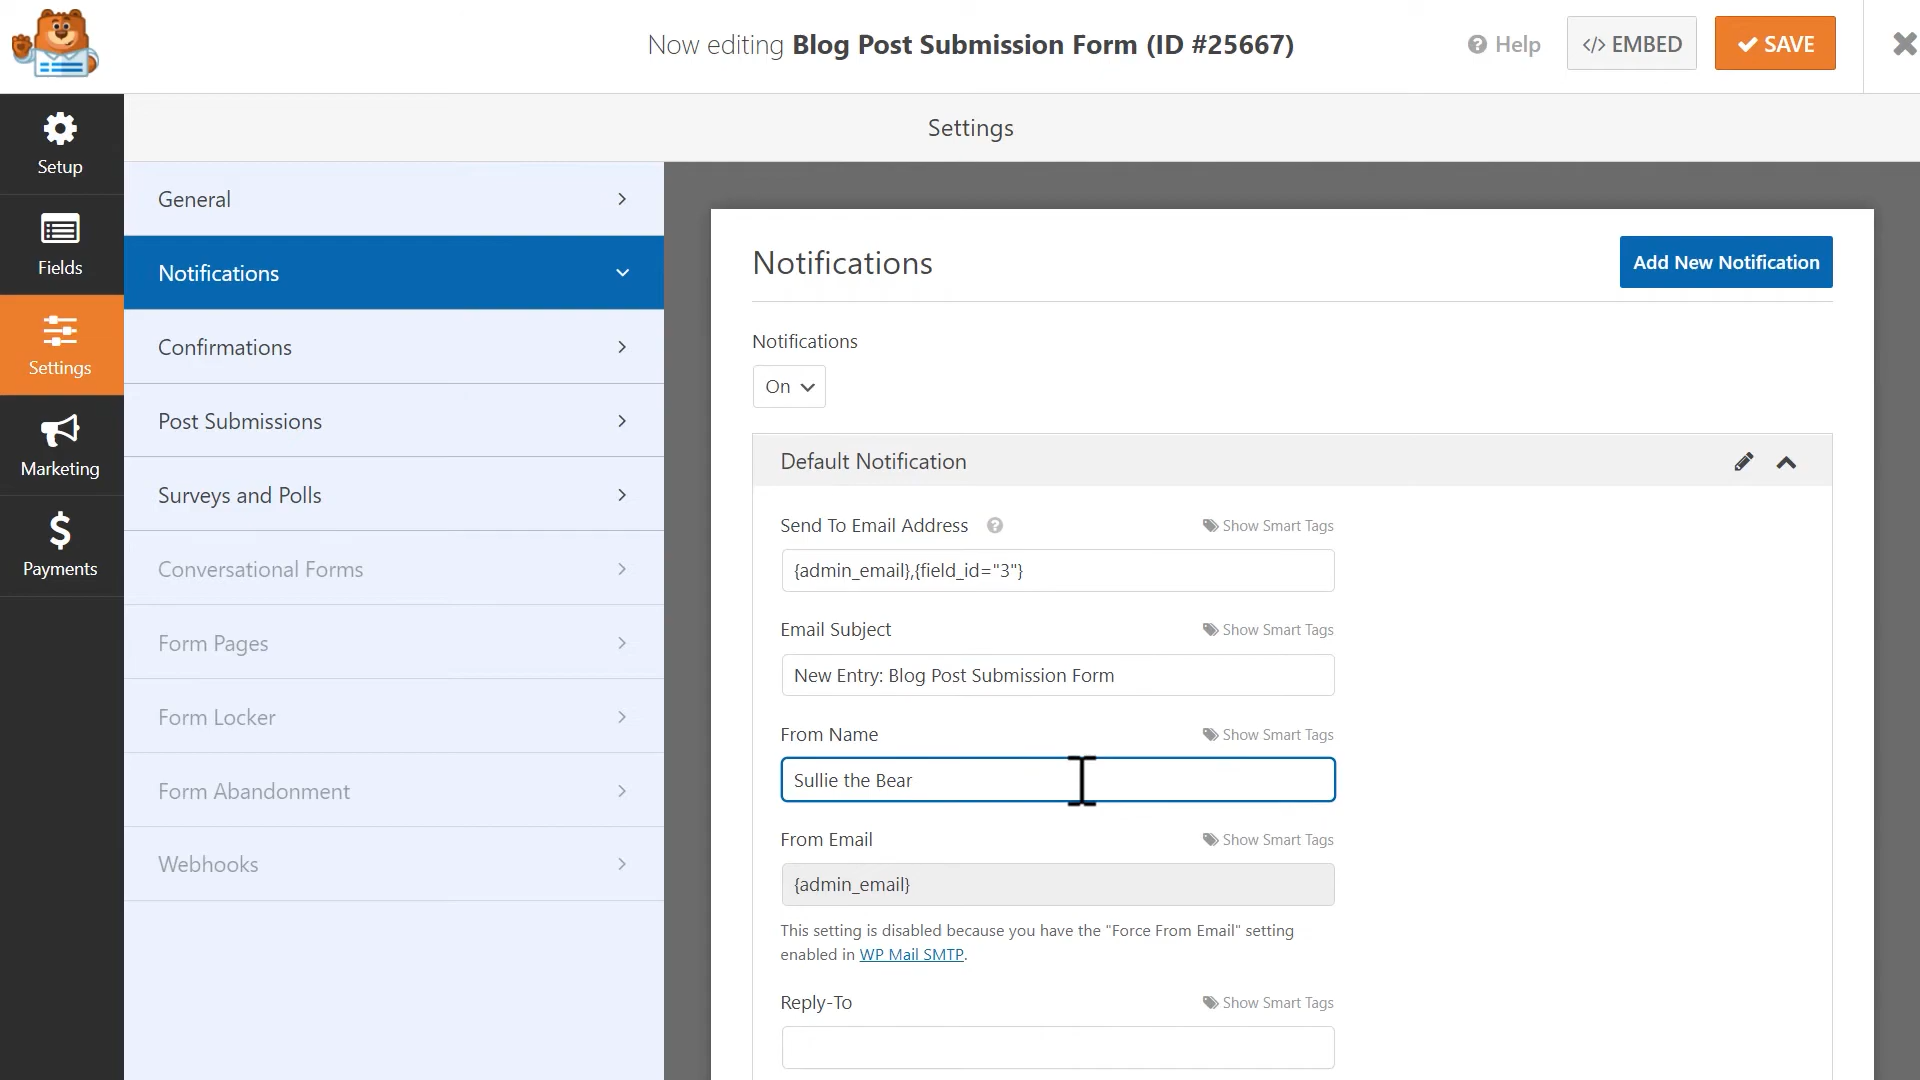 Now editing Blog Post Submission Form (ID #25667)
Help
</> EMBED
SAVE
Setup
Fields
Settings
Marketing
Payments
Settings
General
Notifications
Confirmations
Post Submissions
Surveys and Polls
Conversational Forms
Form Pages
Form Locker
Form Abandonment
Webhooks
Notifications
Add New Notification
Notifications
On
Default Notification
Send To Email Address
Show Smart Tags
{admin_email},{field_id="3"}
Email Subject
Show Smart Tags
New Entry: Blog Post Submission Form
From Name
Show Smart Tags
Sullie the Bear
From Email
Show Smart Tags
{admin_email}
This setting is disabled because you have the "Force From Email" setting
enabled in WP Mail SMTP.
Reply-To
Show Smart Tags